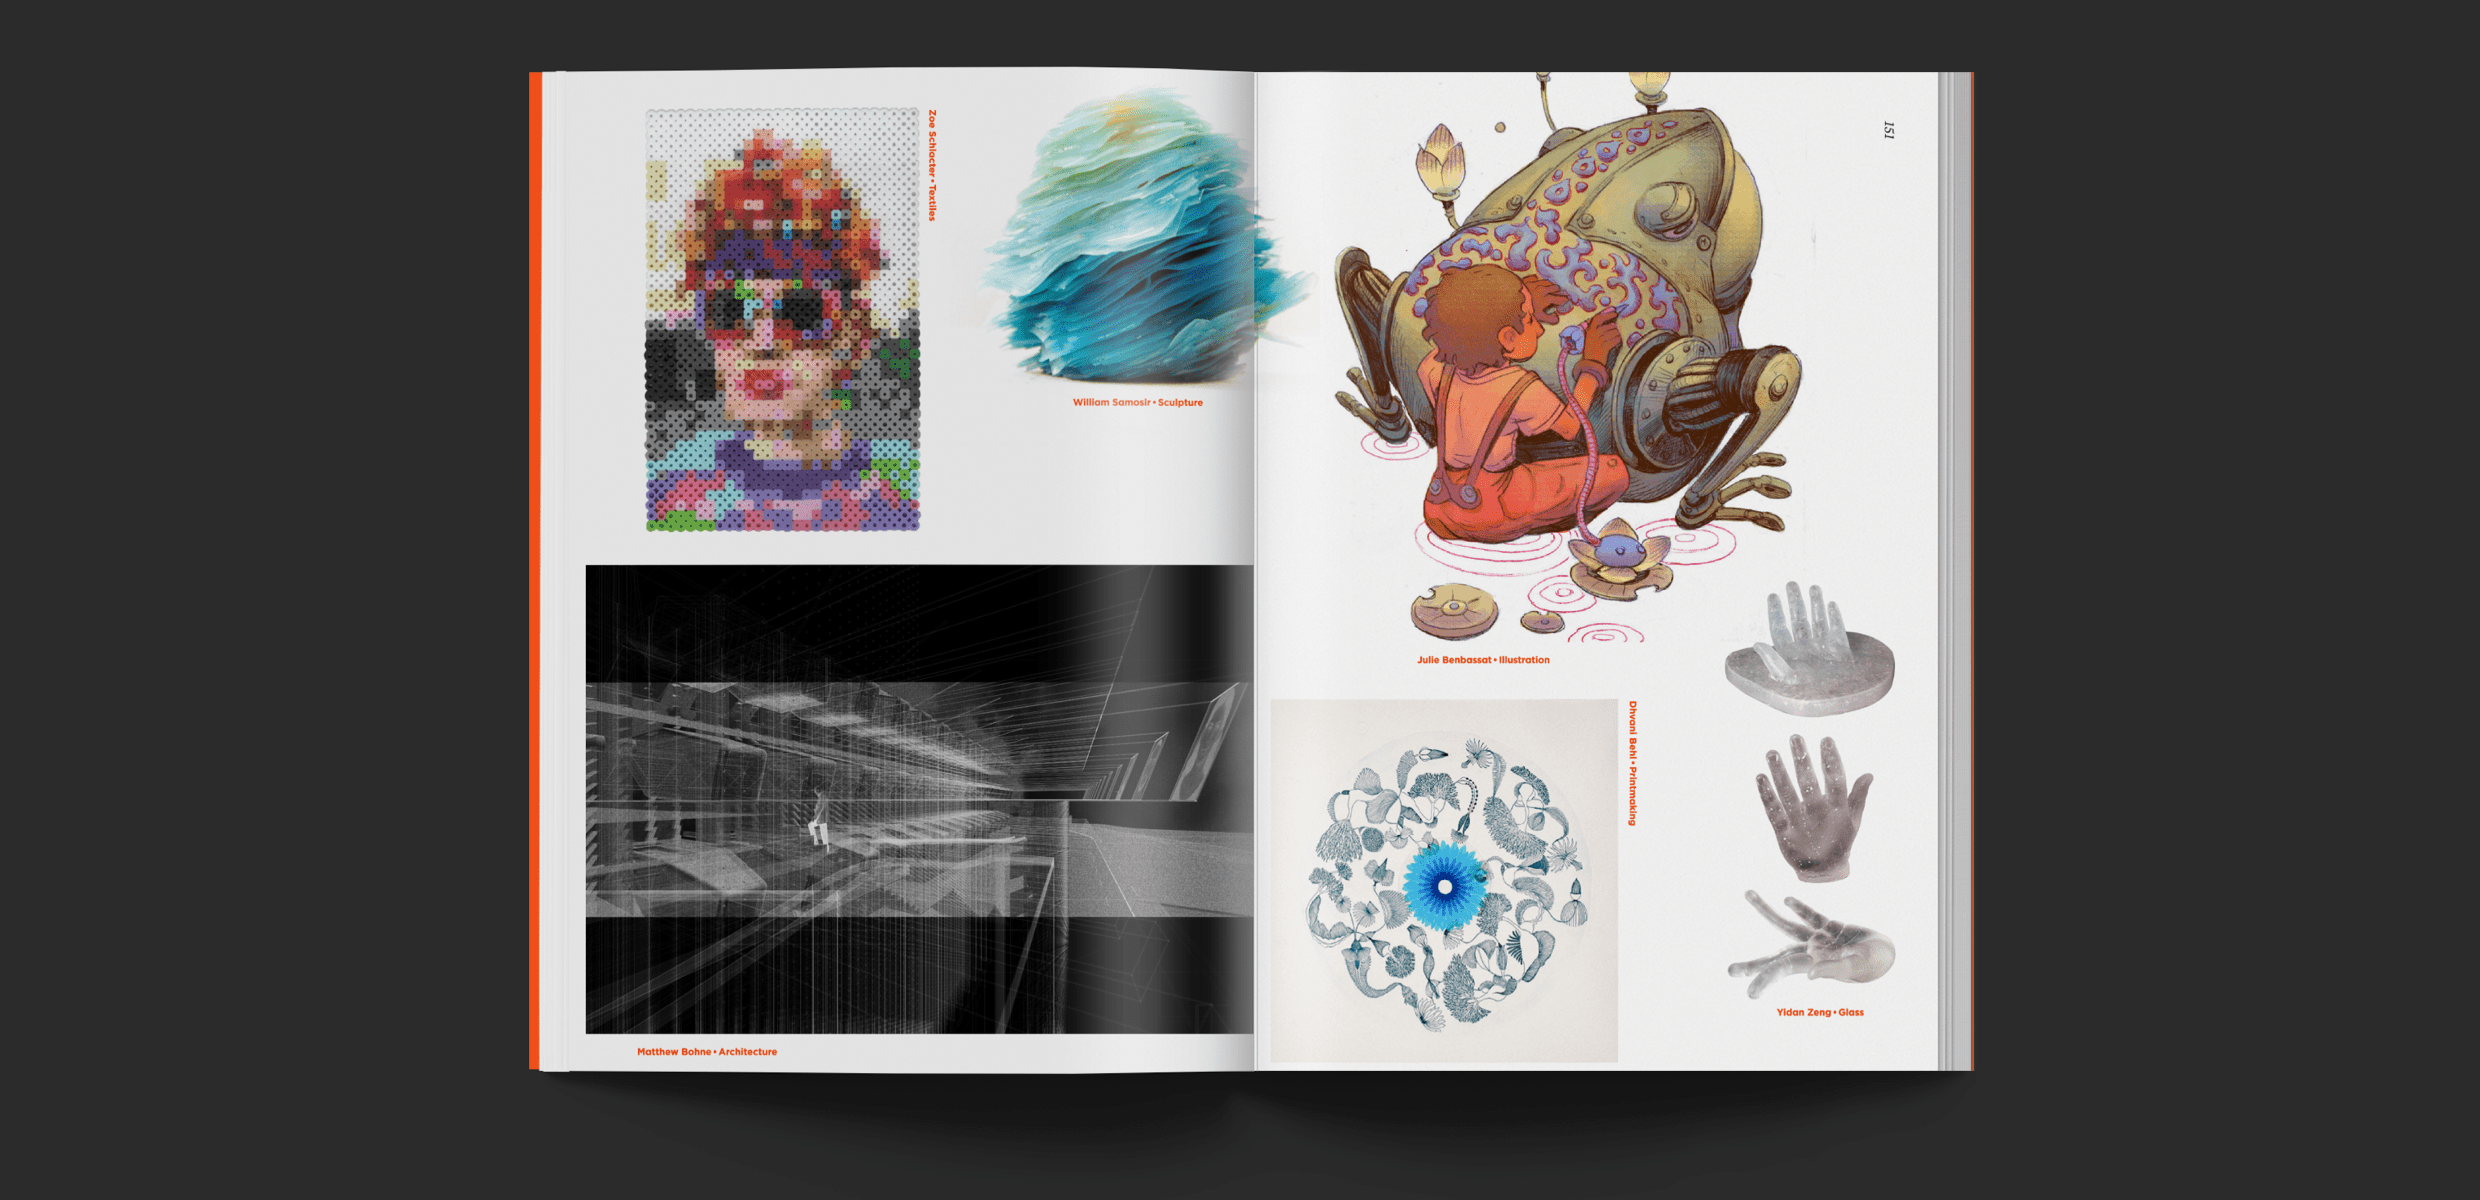 Zoe Schlacter • Textiles
William Samosir • Sculpture
Matthew Bohne • Architecture
151
Julie Benbassat • Illustration
Dhvani Behl • Printmaking
Yidan Zeng • Glass